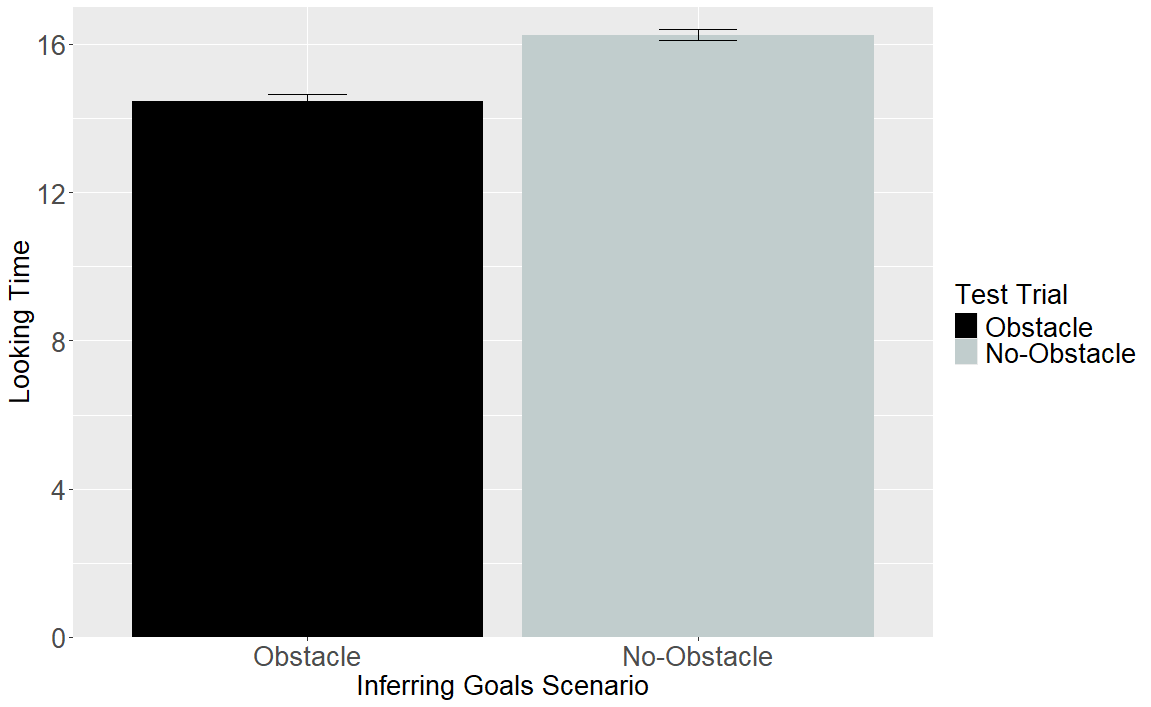 16
12
8
4
0
Looking Time
Obstacle
No-Obstacle
Inferring Goals Scenario
Test Trial
Obstacle
No-Obstacle